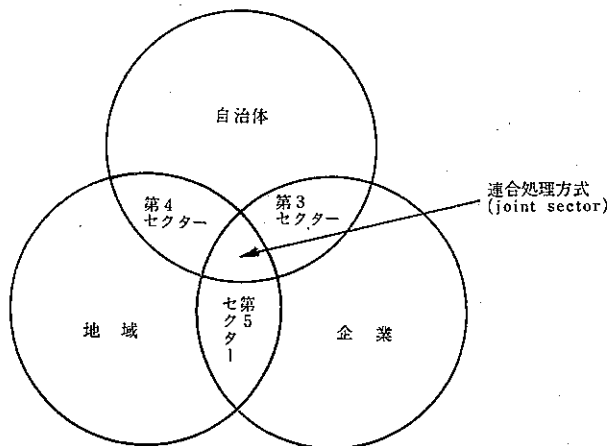 自治体
第4
セクター
第3
セクター
連合処理方式
(joint sector)
第5
セクター
地域
企業